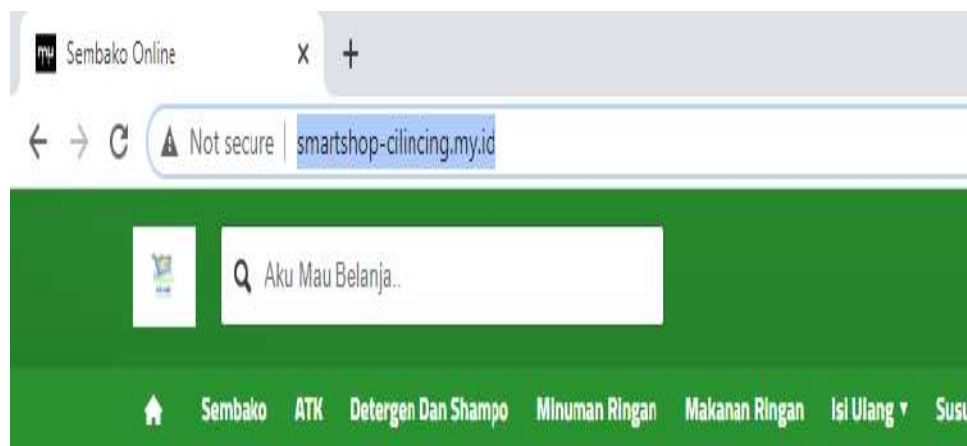 Sembako Online
Not secure smartshop-cilincing.my.id
Aku Mau Belanja..
Sembako ATK Detergen Dan Shampo Minuman Ringan Makanan Ringan Isi Ulang Susu